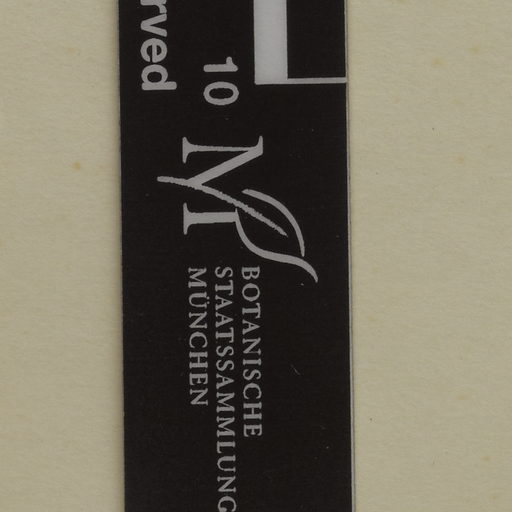 rved
10
M
BOTANISCHE
STAATSSAMMLUNG
MÜNCHEN